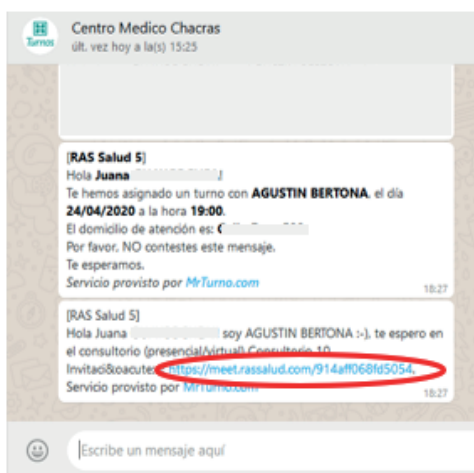 Turnos
Centro Medico Chacras
últ. vez hoy a la(s) 15:25
[RAS Salud 5]
Hola Juana
Te hemos asignado un turno con AGUSTIN BERTONA, el día
24/04/2020 a la hora 19:00.
El domicilio de atención es:
Por favor, NO contestes este mensaje.
Te esperamos.
Servicio provisto por MrTurno.com
18:27
[RAS Salud 5]
Hola Juana soy AGUSTIN BERTONA :-), te espero en
el consultorio (presencial/virtual) Consultorio 10
Invitaci&oacute; https://meet.rassalud.com/914aff068fd5054.
Servicio provisto por MrTurno.com
18:27
Escribe un mensaje aquí